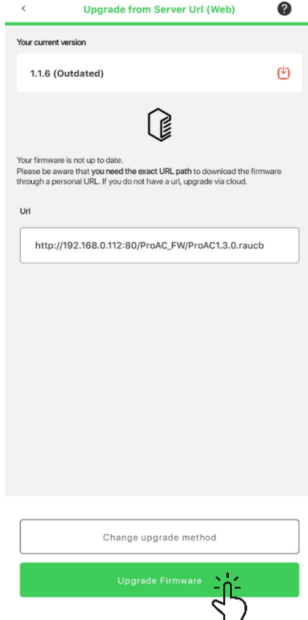 Upgrade from Server Url (Web)
Your current version
1.1.6 (Outdated)
Your firmware is not up to date.
Please be aware that you need the exact URL path to download the firmware
through a personal URL. If you do not have a url, upgrade via cloud.
Url
http://192.168.0.112:80/ProAC_FW/ProAC1.3.0.raucb
Change upgrade method
Upgrade Firmware